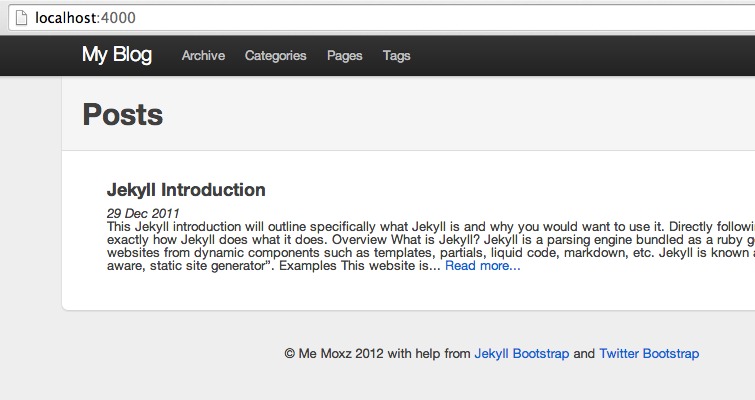 localhost:4000
My Blog Archive Categories Pages Tags
Posts
Jekyll Introduction
29 Dec 2011
This Jekyll introduction will outline specifically what Jekyll is and why you would want to use it. Directly
exactly how Jekyll does what it does. Overview What is Jekyll? Jekyll is a parsing engine bundled as a ruby
websites from dynamic components such as templates, partials, liquid code, markdown, etc. Jekyll is known
aware, static site generator”. Examples This website is... Read more...
© Me Moxz 2012 with help from Jekyll Bootstrap and Twitter Bootstrap